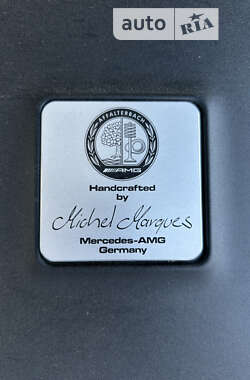 auto RIA
AFFALTERBACH
AMG
Handcrafted
by
Michel Marques
Mercedes-AMG
Germany